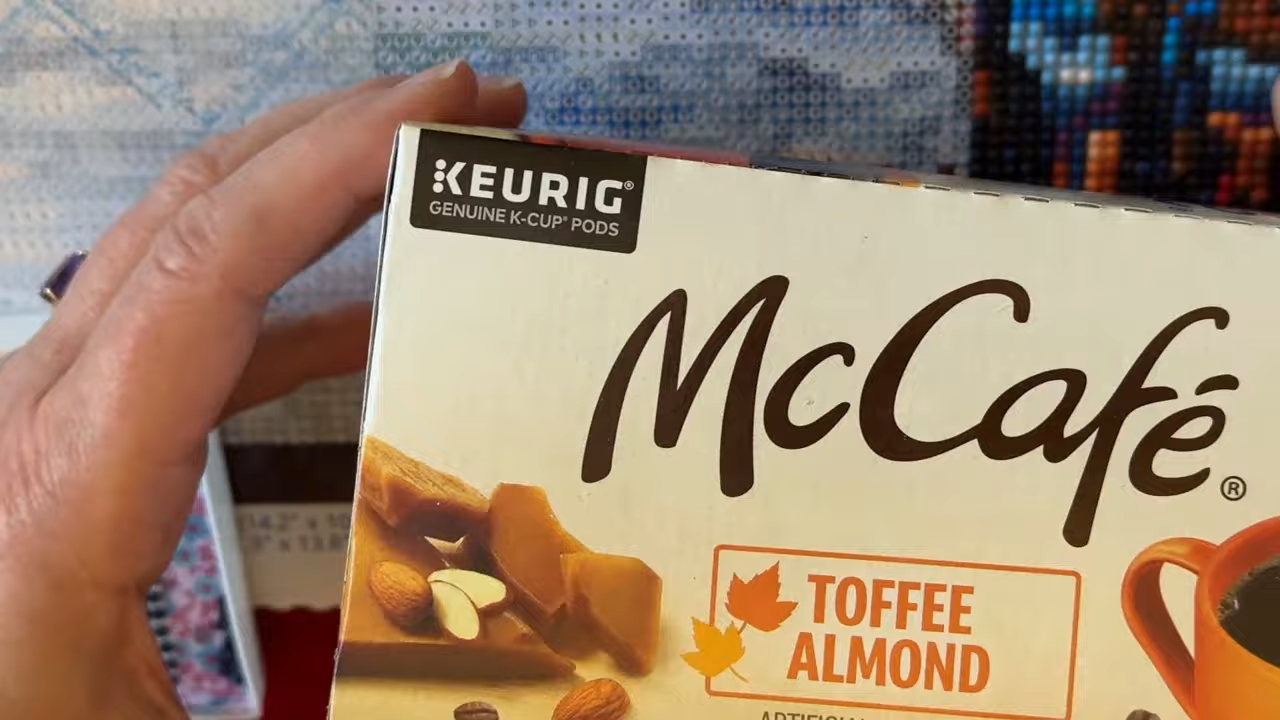 KEURIG®
GENUINE K-CUP® PODS
McCafé®
TOFFEE
ALMOND